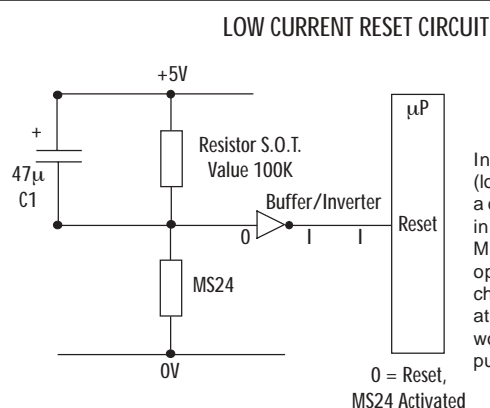 LOW CURRENT RESET CIRCUIT
+5V
+
47μ
C1
Resistor S.O.T.
Value 100K
Buffer/Inverter
0
I
I
μP
Reset
MS24
0V
0 = Reset,
MS24 Activated
In
(lo
a
in
M
op
ch
at
wo
pu